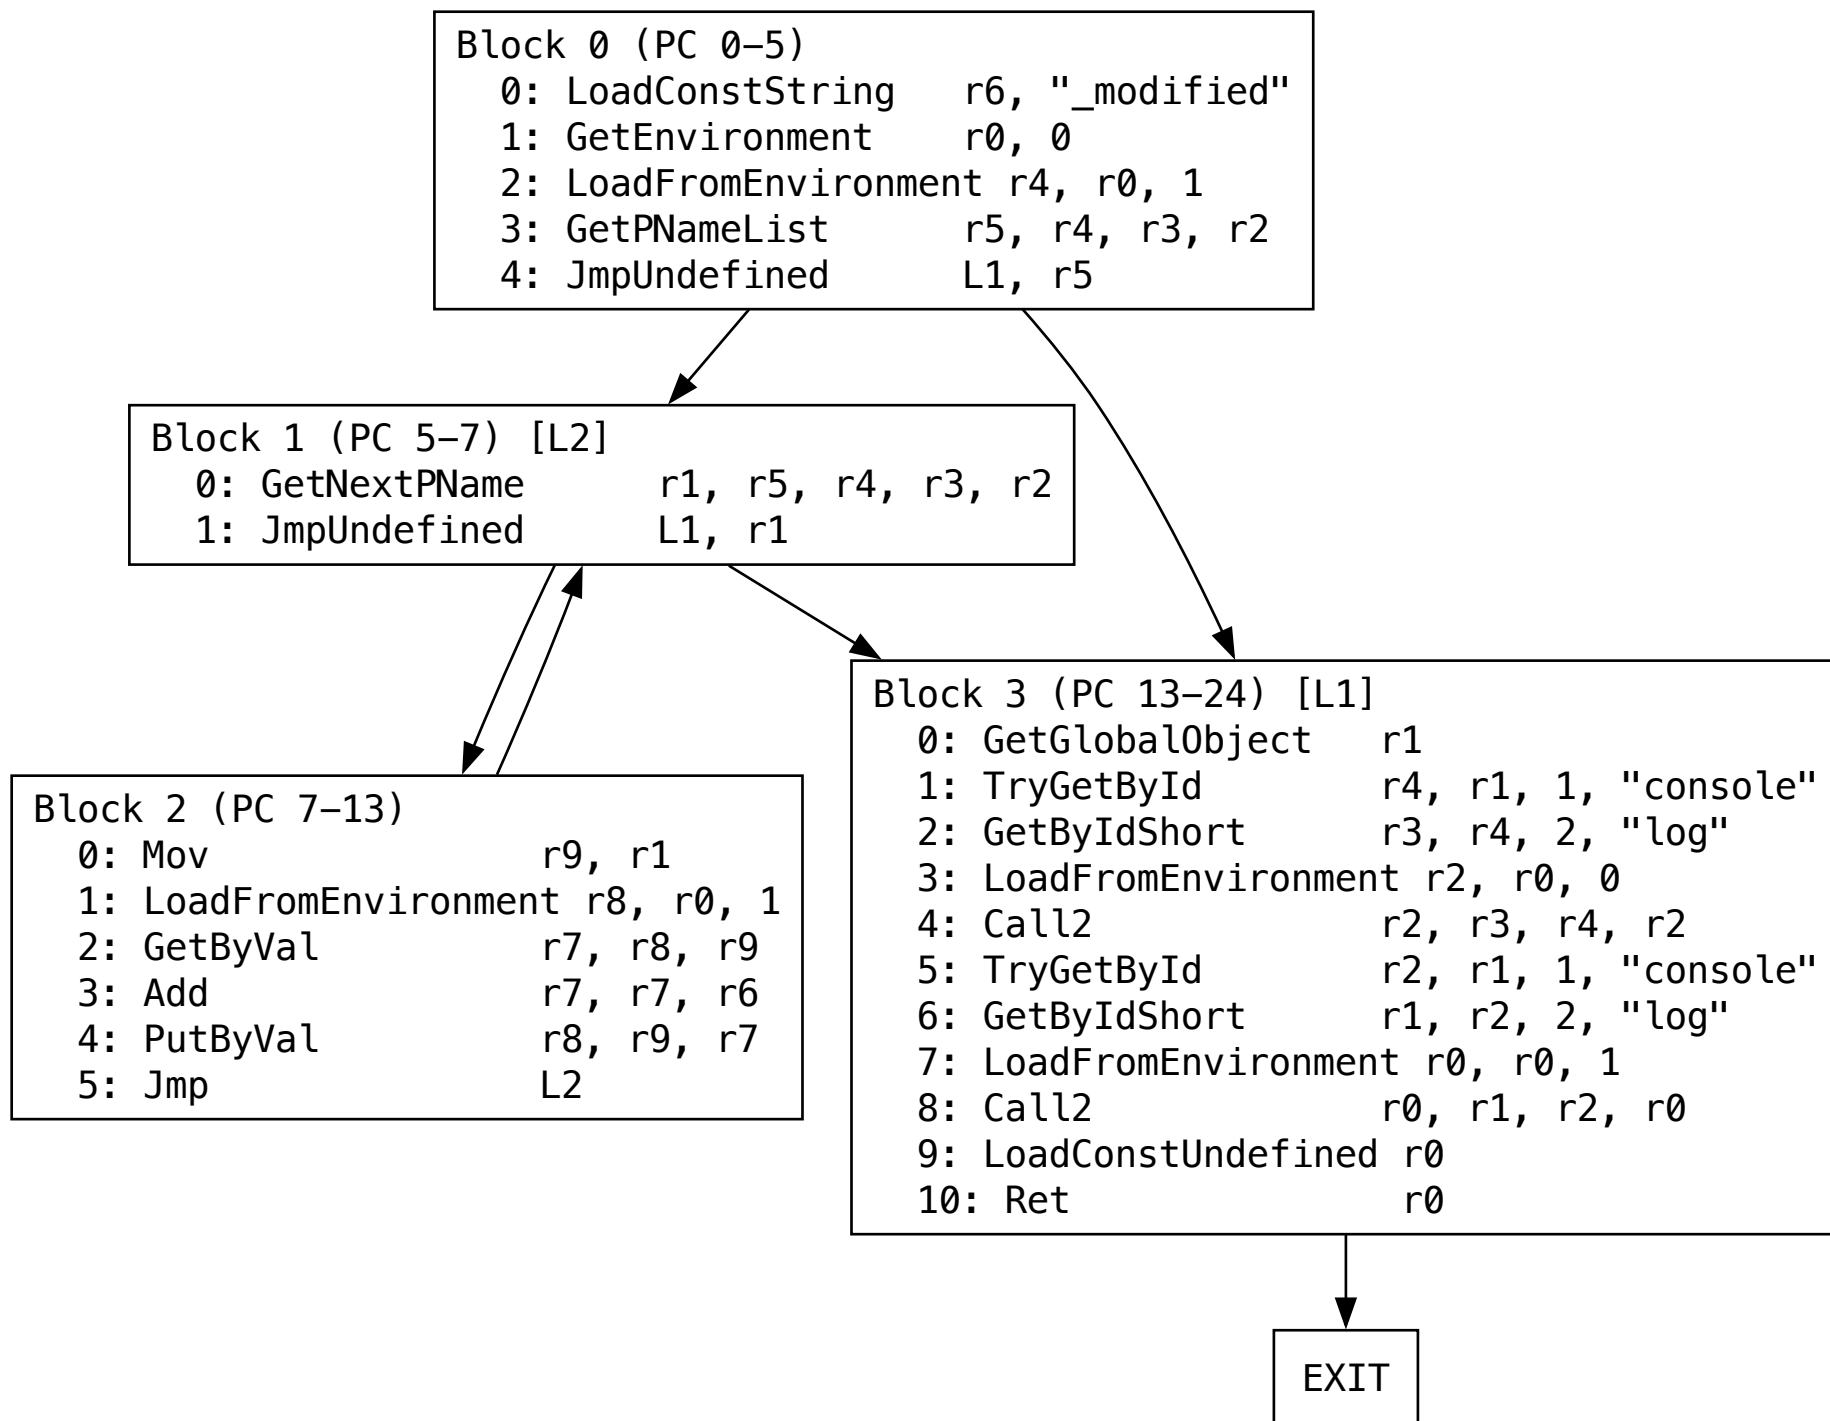 Block 0 (PC 0–5)
0: LoadConstString r6, "_modified"
1: GetEnvironment r0, 0
2: LoadFromEnvironment r4, r0, 1
3: GetPNameList r5, r4, r3, r2
4: JmpUndefined L1, r5
Block 1 (PC 5–7) [L2]
0: GetNextPName r1, r5, r4, r3, r2
1: JmpUndefined L1, r1
Block 2 (PC 7–13)
0: Mov r9, r1
1: LoadFromEnvironment r8, r0, 1
2: GetByVal r7, r8, r9
3: Add r7, r7, r6
4: PutByVal r8, r9, r7
5: Jmp L2
Block 3 (PC 13–24) [L1]
0: GetGlobalObject r1
1: TryGetById r4, r1, 1, "console"
2: GetByIdShort r3, r4, 2, "log"
3: LoadFromEnvironment r2, r0, 0
4: Call2 r2, r3, r4, r2
5: TryGetById r2, r1, 1, "console"
6: GetByIdShort r1, r2, 2, "log"
7: LoadFromEnvironment r0, r0, 1
8: Call2 r0, r1, r2, r0
9: LoadConstUndefined r0
10: Ret r0
EXIT